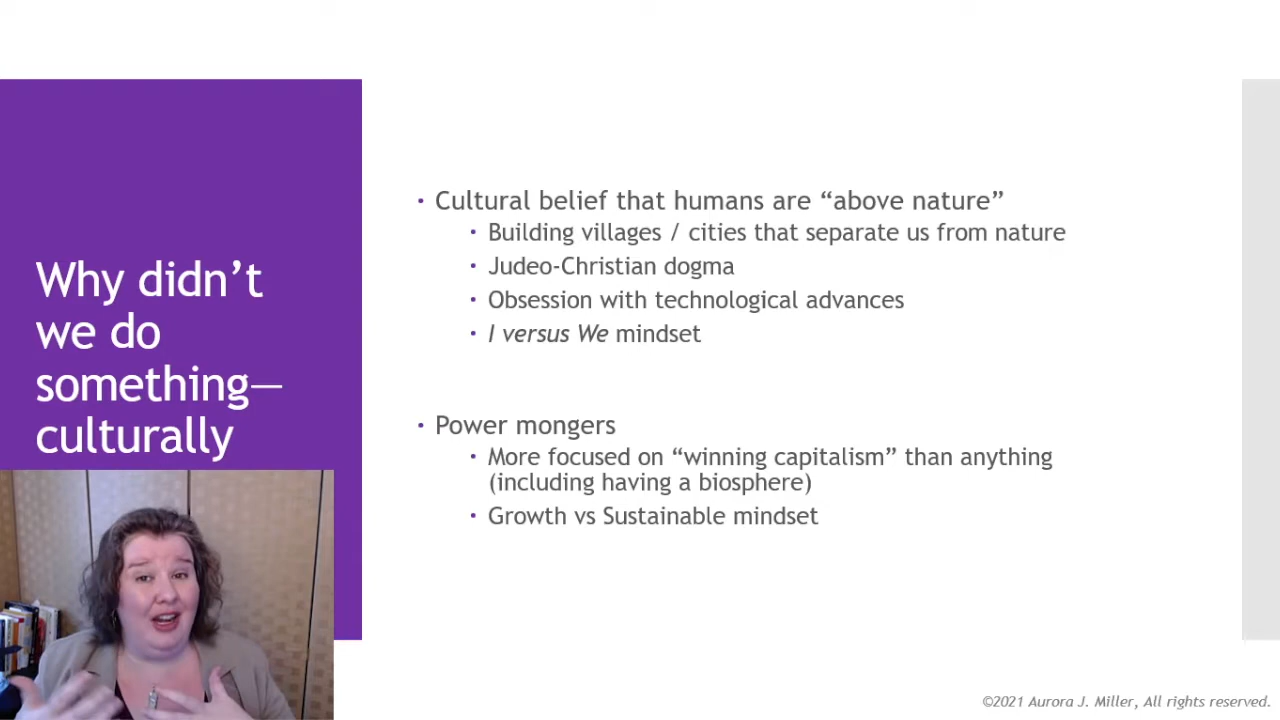 Why didn’t
we do
something—
culturally
• Cultural belief that humans are “above nature”
• Building villages / cities that separate us from nature
• Judeo-Christian dogma
• Obsession with technological advances
• I versus We mindset
• Power mongers
• More focused on “winning capitalism” than anything
(including having a biosphere)
• Growth vs Sustainable mindset
©2021 Aurora J. Miller, All rights reserved.